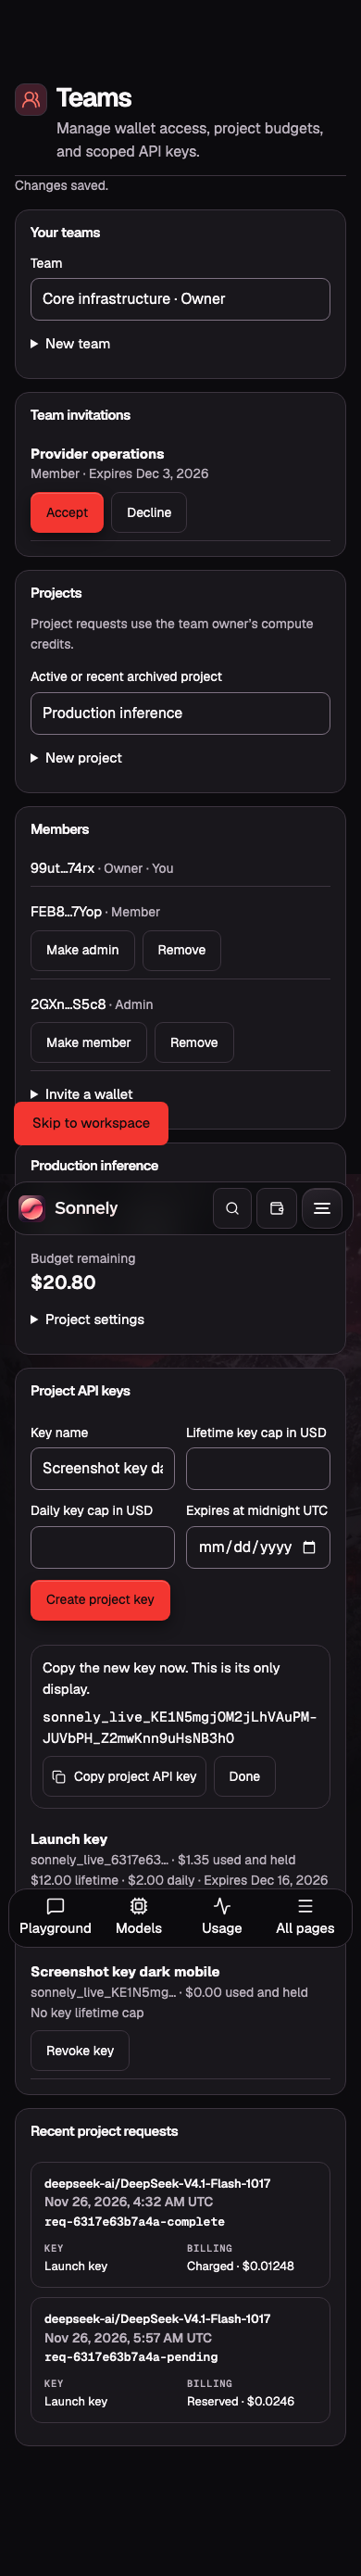 Teams
Manage wallet access, project budgets,
and scoped API keys.
Changes saved.
Your teams
Team
Core infrastructure · Owner
▶ New team
Team invitations
Provider operations
Member · Expires Dec 3, 2026
Accept Decline
Projects
Project requests use the team owner's compute
credits.
Active or recent archived project
Production inference
▶ New project
Members
99ut…74rx · Owner · You
FEB8…7Yop · Member
Make admin Remove
2GXn…S5c8 · Admin
Make member Remove
▶ Invite a wallet
Skip to workspace
Production inference
Sonnely
Budget remaining
$20.80
▶ Project settings
Project API keys
Key name Lifetime key cap in USD
Screenshot key da
Daily key cap in USD Expires at midnight UTC
mm/dd/yyyy
Create project key
Copy the new key now. This is its only
display.
sonnely_live_KE1N5mgjOM2jLhVAuPM-
JUVbPH_Z2mwKnn9uHsNB3hO
Copy project API key Done
Launch key
sonnely_live_6317e63… · $1.35 used and held
$12.00 lifetime · $2.00 daily · Expires Dec 16, 2026
Playground Models Usage All pages
Screenshot key dark mobile
sonnely_live_KE1N5mg… · $0.00 used and held
No key lifetime cap
Revoke key
Recent project requests
deepseek-ai/DeepSeek-V4.1-Flash-1017
Nov 26, 2026, 4:32 AM UTC
req-6317e63b7a4a-complete
KEY BILLING
Launch key Charged · $0.01248
deepseek-ai/DeepSeek-V4.1-Flash-1017
Nov 26, 2026, 5:57 AM UTC
req-6317e63b7a4a-pending
KEY BILLING
Launch key Reserved · $0.0246